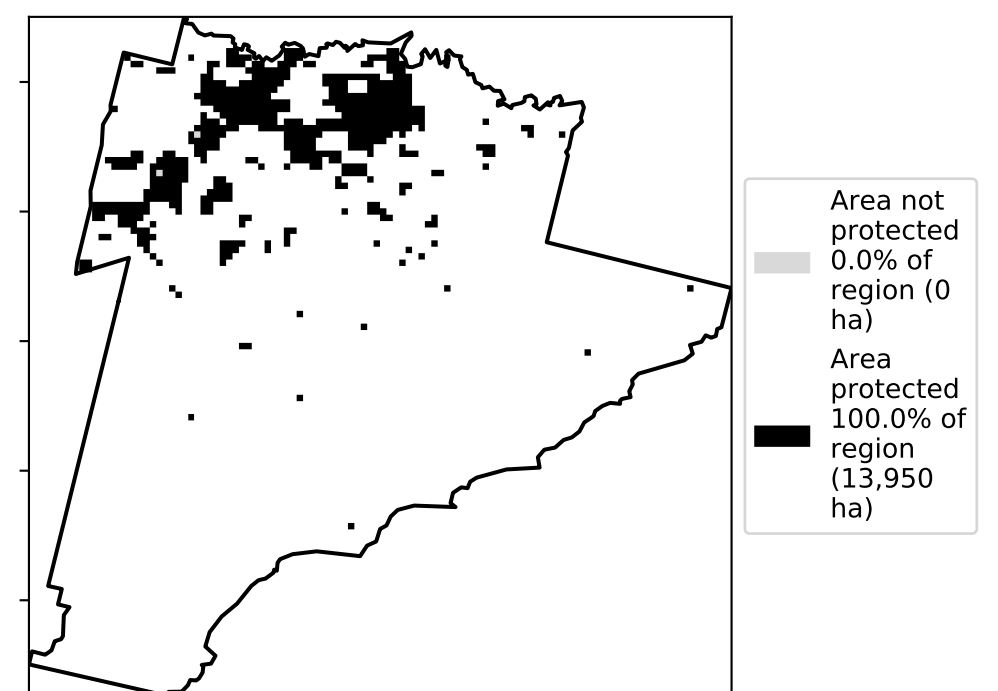 Area not
protected
0.0% of
region (0
ha)
Area
protected
100.0% of
region
(13,950
ha)